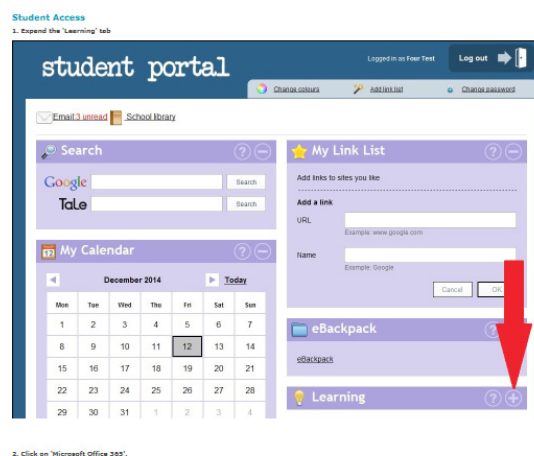 Student Access
1. Expand the 'Learning' tab
student portal
Logged in as Four Test
Log out
Change colours
Add link list
Change password
Email 3 unread
School library
Search
?
Google
Search
TaLe
Search
My Calendar
?
December 2014
Today
Mon Tue Wed Thu Fri Sat Sun
1 2 3 4 5 6 7
8 9 10 11 12 13 14
15 16 17 18 19 20 21
22 23 24 25 26 27 28
29 30 31 1 2 3 4
My Link List
?
Add links to sites you like
Add a link
URL
Example: www.google.com
Name
Example: Google
Cancel
OK
eBackpack
?
eBackpack
Learning
?
2. Click on 'Microsoft Office 365'.